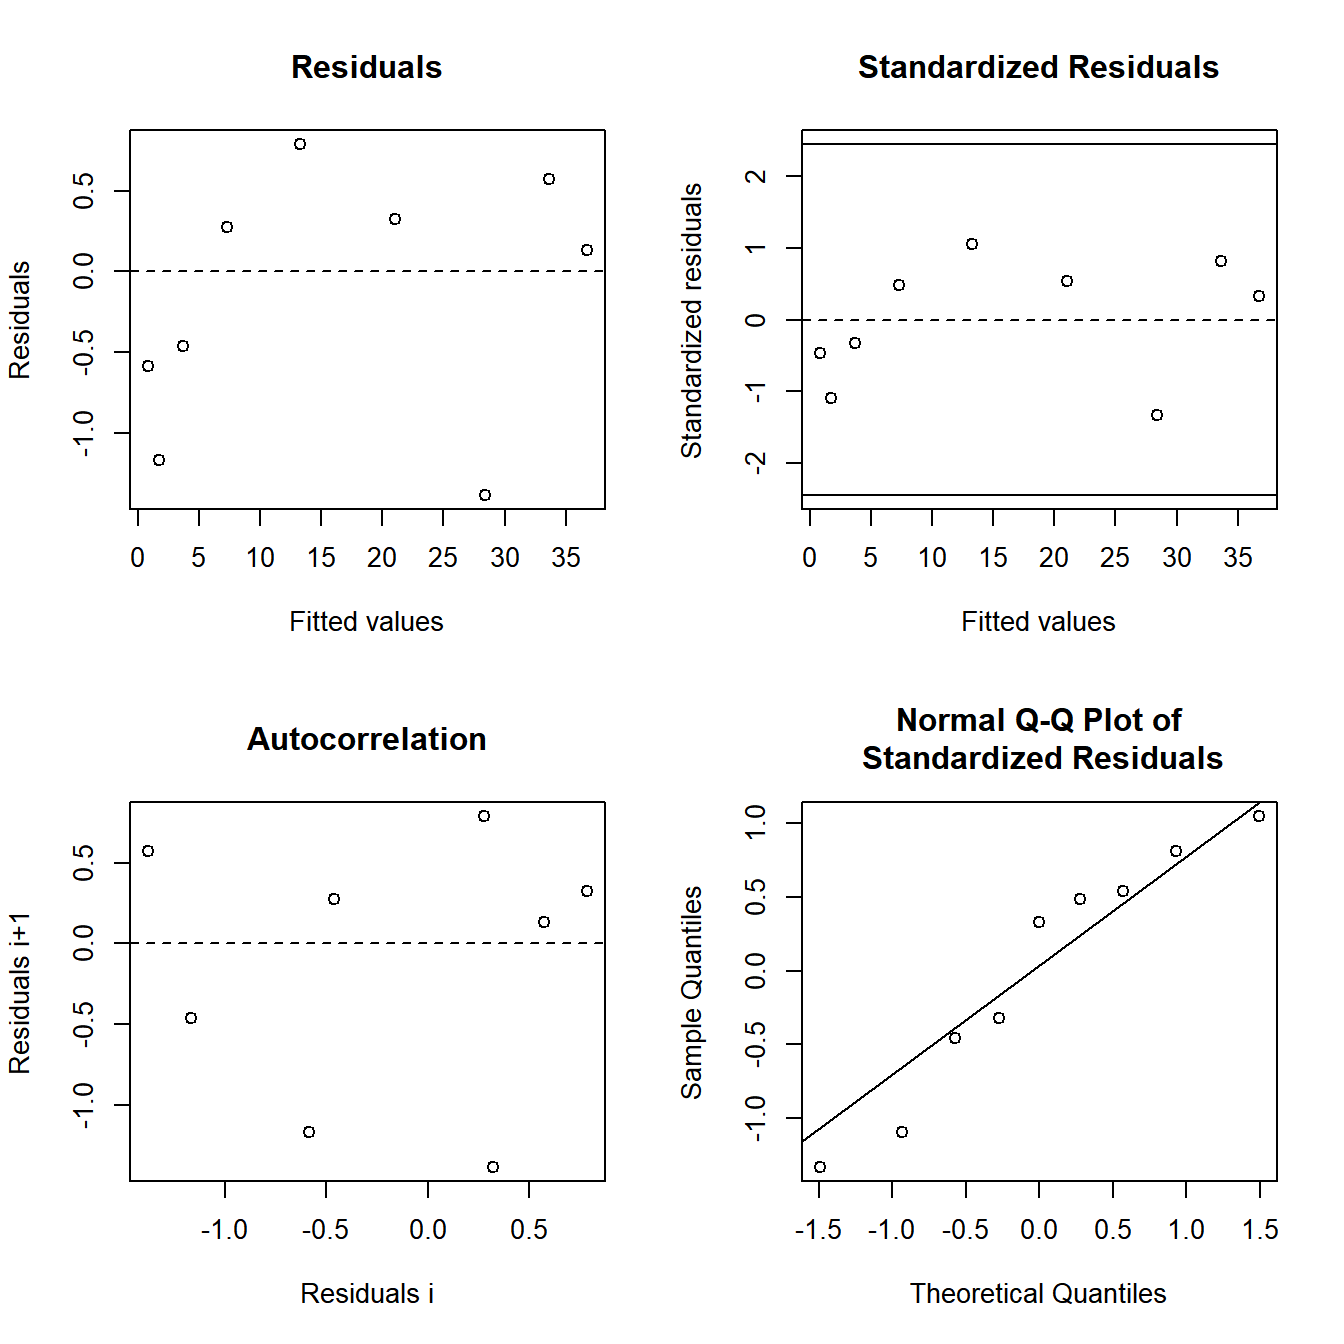 Residuals
Residuals
0.5
0.0
-0.5
-1.0
0 5 10 15 20 25 30 35
Fitted values
Standardized Residuals
Standardized residuals
2
1
0
-1
-2
0 5 10 15 20 25 30 35
Fitted values
Autocorrelation
Residuals i+1
0.5
0.0
-0.5
-1.0
-1.0 -0.5 0.0 0.5
Residuals i
Normal Q-Q Plot of
Standardized Residuals
Sample Quantiles
1.0
0.5
0.0
-0.5
-1.0
-1.5 -1.0 -0.5 0.0 0.5 1.0 1.5
Theoretical Quantiles